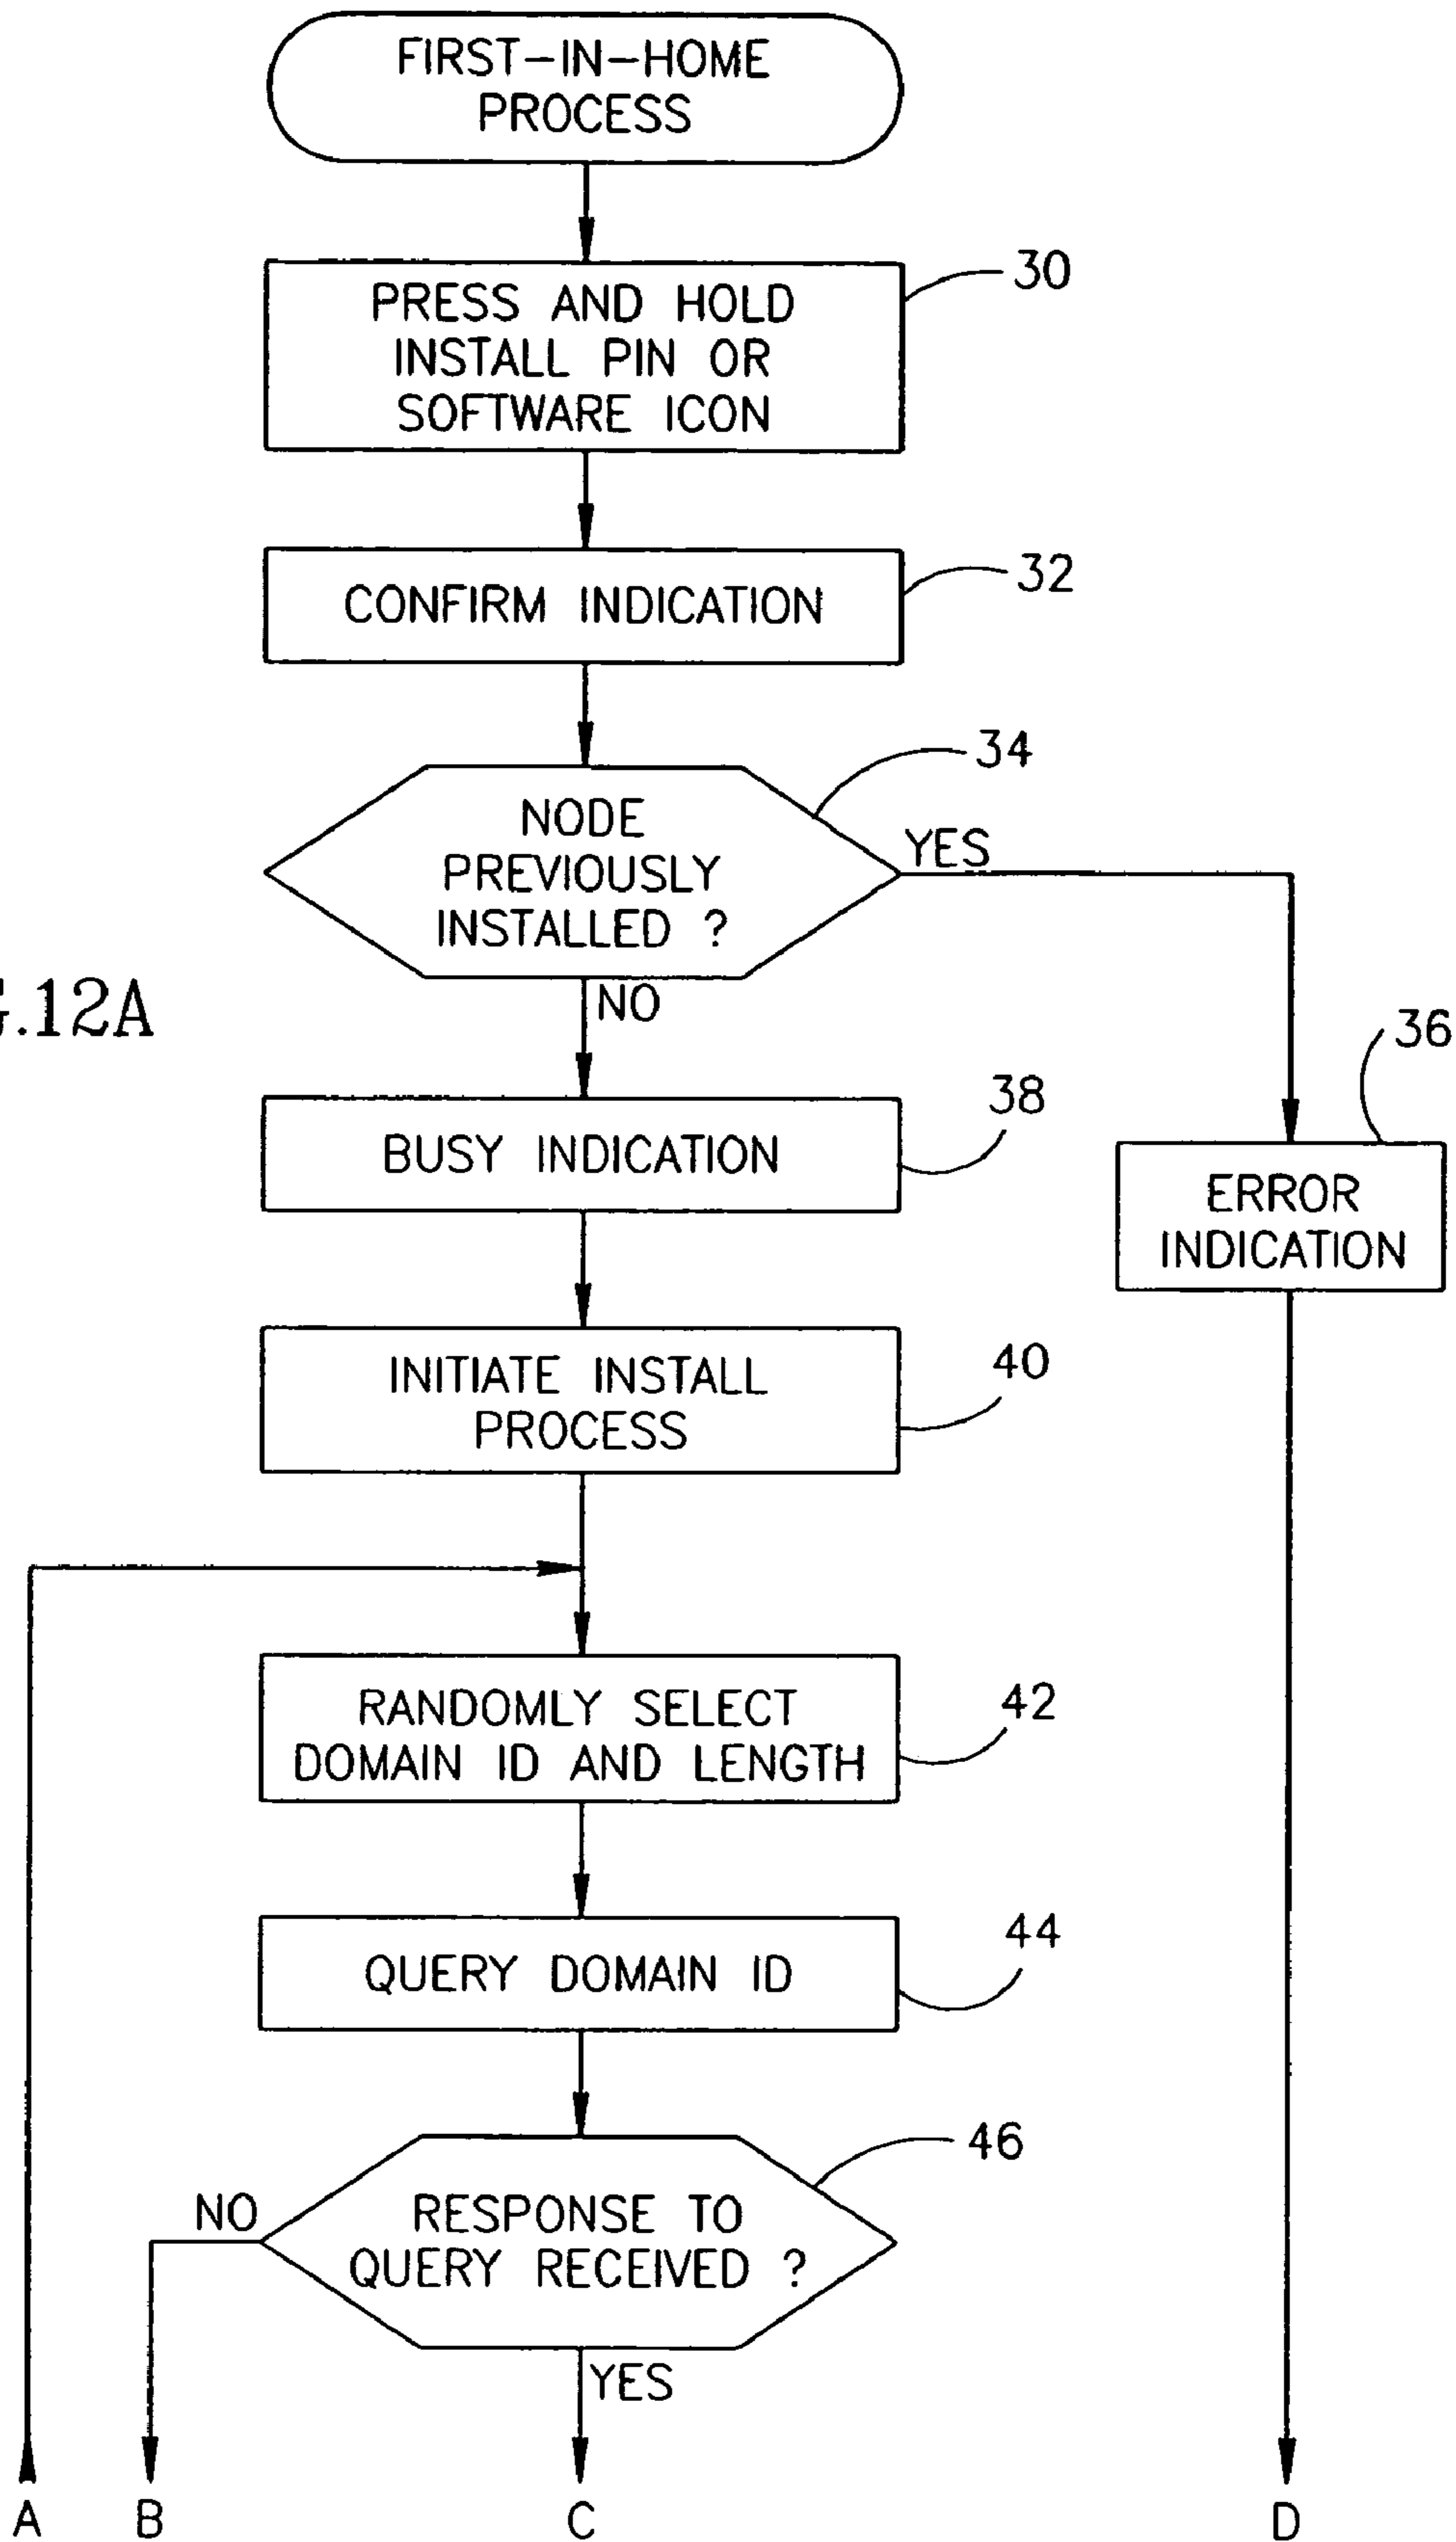 FIRST-IN-HOME
PROCESS
30
PRESS AND HOLD
INSTALL PIN OR
SOFTWARE ICON
32
CONFIRM INDICATION
34
NODE
PREVIOUSLY
INSTALLED ?
YES
NO
.12A
36
38
BUSY INDICATION
ERROR
INDICATION
40
INITIATE INSTALL
PROCESS
42
RANDOMLY SELECT
DOMAIN ID AND LENGTH
44
QUERY DOMAIN ID
46
NO
RESPONSE TO
QUERY RECEIVED ?
YES
A
B
C
D